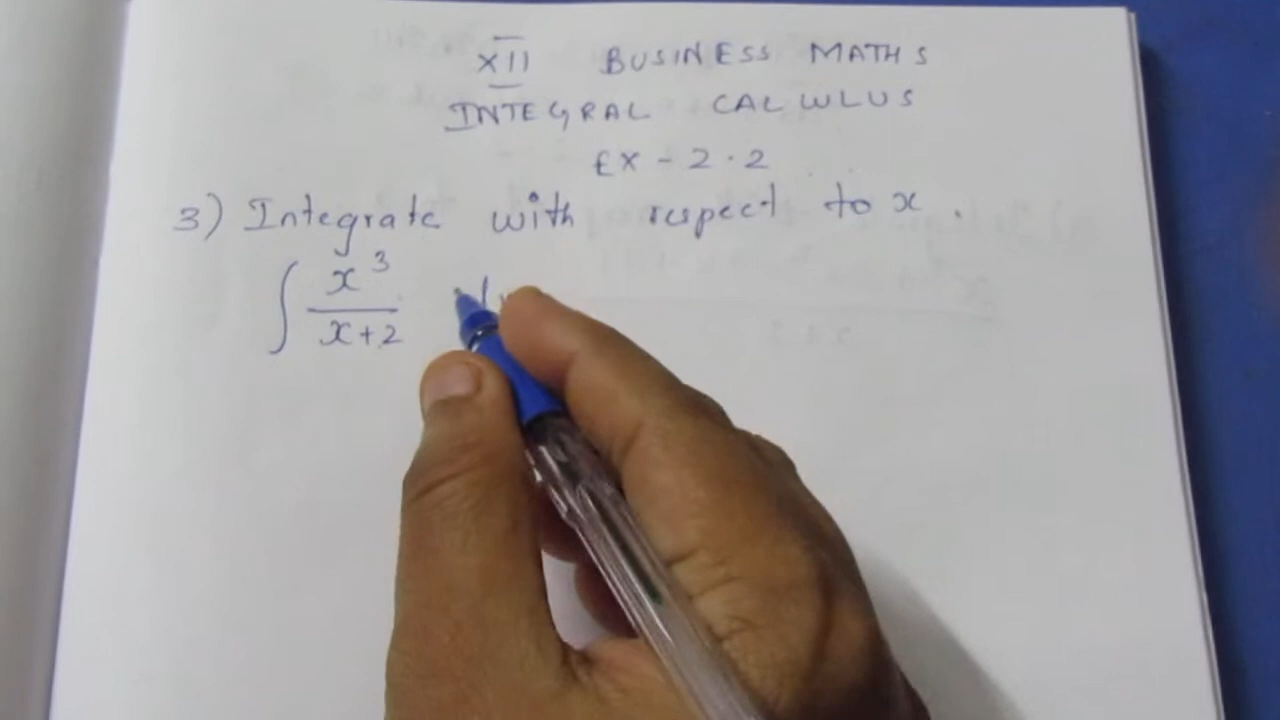 XII BUSINESS MATHS
INTEGRAL CALCULUS
EX - 2.2
3) Integrate with respect to x.
∫ x³/(x+2)